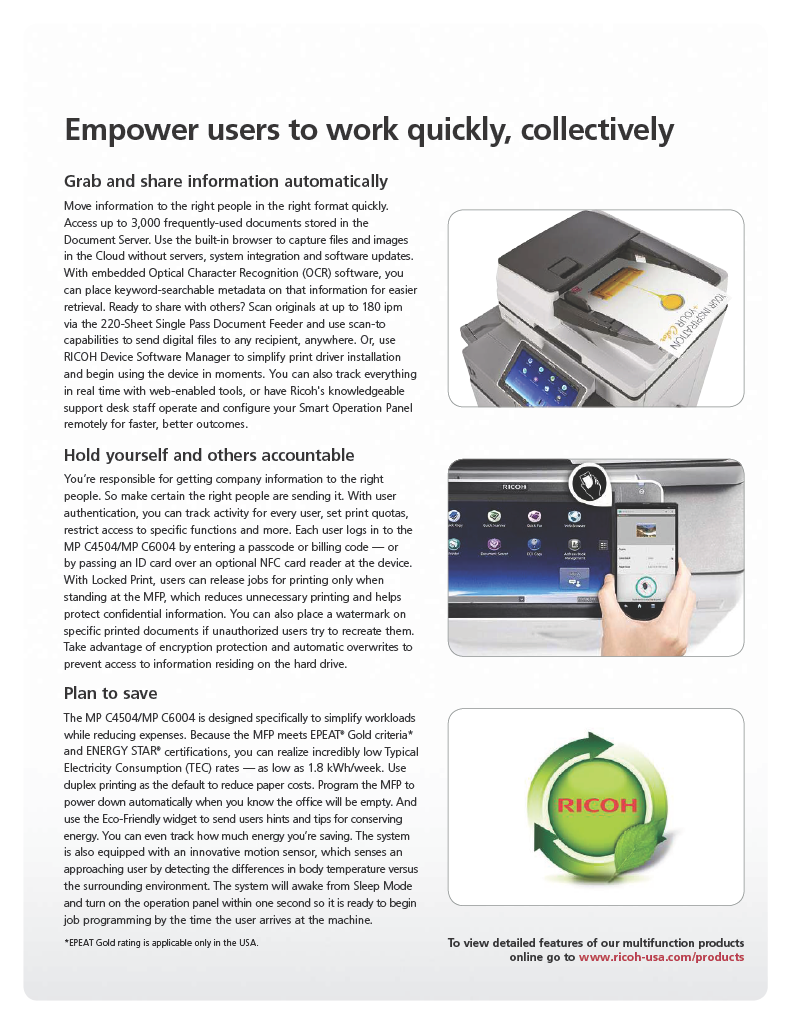 Empower users to work quickly, collectively
Grab and share information automatically
Move information to the right people in the right format quickly.
Access up to 3,000 frequently-used documents stored in the
Document Server. Use the built-in browser to capture files and images
in the Cloud without servers, system integration and software updates.
With embedded Optical Character Recognition (OCR) software, you
can place keyword-searchable metadata on that information for easier
retrieval. Ready to share with others? Scan originals at up to 180 ipm
via the 220-Sheet Single Pass Document Feeder and use scan-to
capabilities to send digital files to any recipient, anywhere. Or, use
RICOH Device Software Manager to simplify print driver installation
and begin using the device in moments. You can also track everything
in real time with web-enabled tools, or have Ricoh's knowledgeable
support desk staff operate and configure your Smart Operation Panel
remotely for faster, better outcomes.
YOUR INSPIRATION
+YOUR Color
Hold yourself and others accountable
You’re responsible for getting company information to the right
people. So make certain the right people are sending it. With user
authentication, you can track activity for every user, set print quotas,
restrict access to specific functions and more. Each user logs in to the
MP C4504/MP C6004 by entering a passcode or billing code — or
by passing an ID card over an optional NFC card reader at the device.
With Locked Print, users can release jobs for printing only when
standing at the MFP, which reduces unnecessary printing and helps
protect confidential information. You can also place a watermark on
specific printed documents if unauthorized users try to recreate them.
Take advantage of encryption protection and automatic overwrites to
prevent access to information residing on the hard drive.
RICOH
Quick Scanner
Quick Fax
Web Browser
Document Server
ECO Copy
Address Book
Management
Plan to save
The MP C4504/MP C6004 is designed specifically to simplify workloads
while reducing expenses. Because the MFP meets EPEAT® Gold criteria*
and ENERGY STAR® certifications, you can realize incredibly low Typical
Electricity Consumption (TEC) rates — as low as 1.8 kWh/week. Use
duplex printing as the default to reduce paper costs. Program the MFP to
power down automatically when you know the office will be empty. And
use the Eco-Friendly widget to send users hints and tips for conserving
energy. You can even track how much energy you’re saving. The system
is also equipped with an innovative motion sensor, which senses an
approaching user by detecting the differences in body temperature versus
the surrounding environment. The system will awake from Sleep Mode
and turn on the operation panel within one second so it is ready to begin
job programming by the time the user arrives at the machine.
RICOH
*EPEAT Gold rating is applicable only in the USA.
To view detailed features of our multifunction products
online go to www.ricoh-usa.com/products